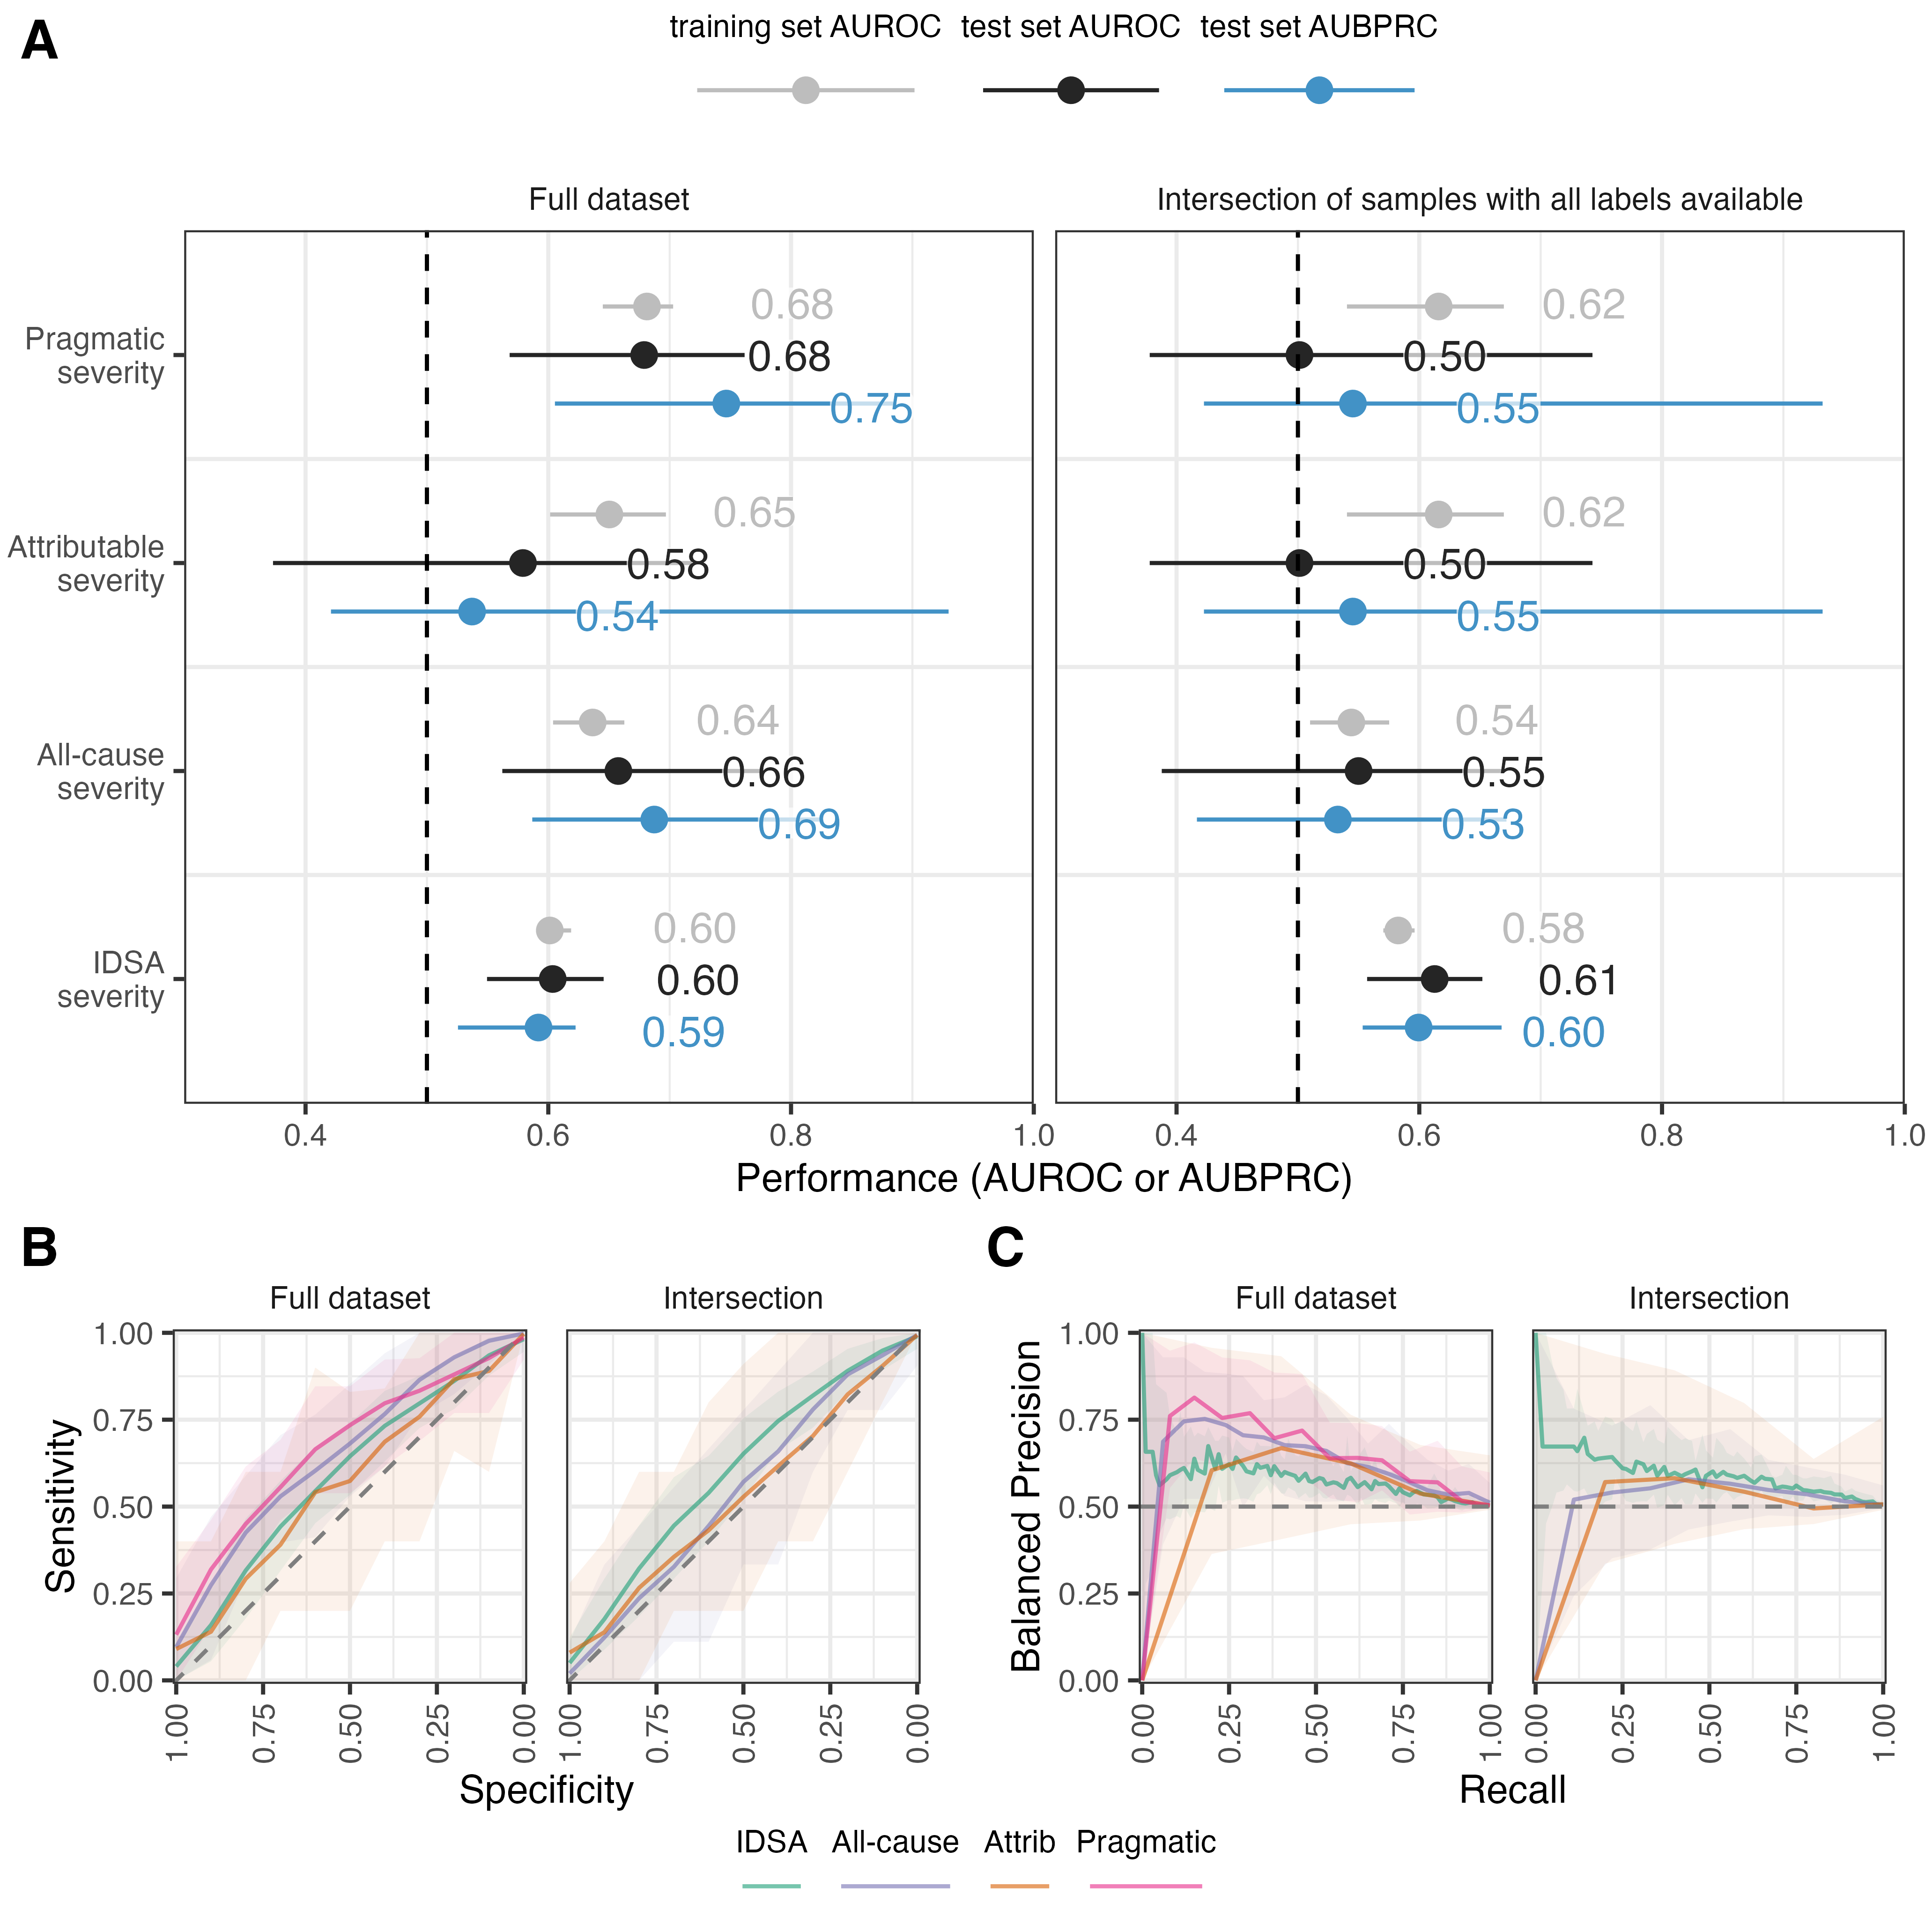 A
training set AUROC test set AUROC test set AUBPRC
Full dataset
Intersection of samples with all labels available
Pragmatic
severity
0.68
0.68
0.75
0.62
0.50
0.55
Attributable
severity
0.65
0.58
0.54
0.62
0.50
0.55
All-cause
severity
0.64
0.66
0.69
0.54
0.55
0.53
IDSA
severity
0.60
0.60
0.59
0.58
0.61
0.60
0.4 0.6 0.8 1.0
0.4 0.6 0.8 1.0
Performance (AUROC or AUBPRC)
B
Full dataset
Intersection
Sensitivity
1.00
0.75
0.50
0.25
0.00
1.00 0.75 0.50 0.25 0.00
1.00 0.75 0.50 0.25 0.00
Specificity
C
Full dataset
Intersection
Balanced Precision
1.00
0.75
0.50
0.25
0.00
0.00 0.25 0.50 0.75 1.00
0.00 0.25 0.50 0.75 1.00
Recall
IDSA All-cause Attrib Pragmatic